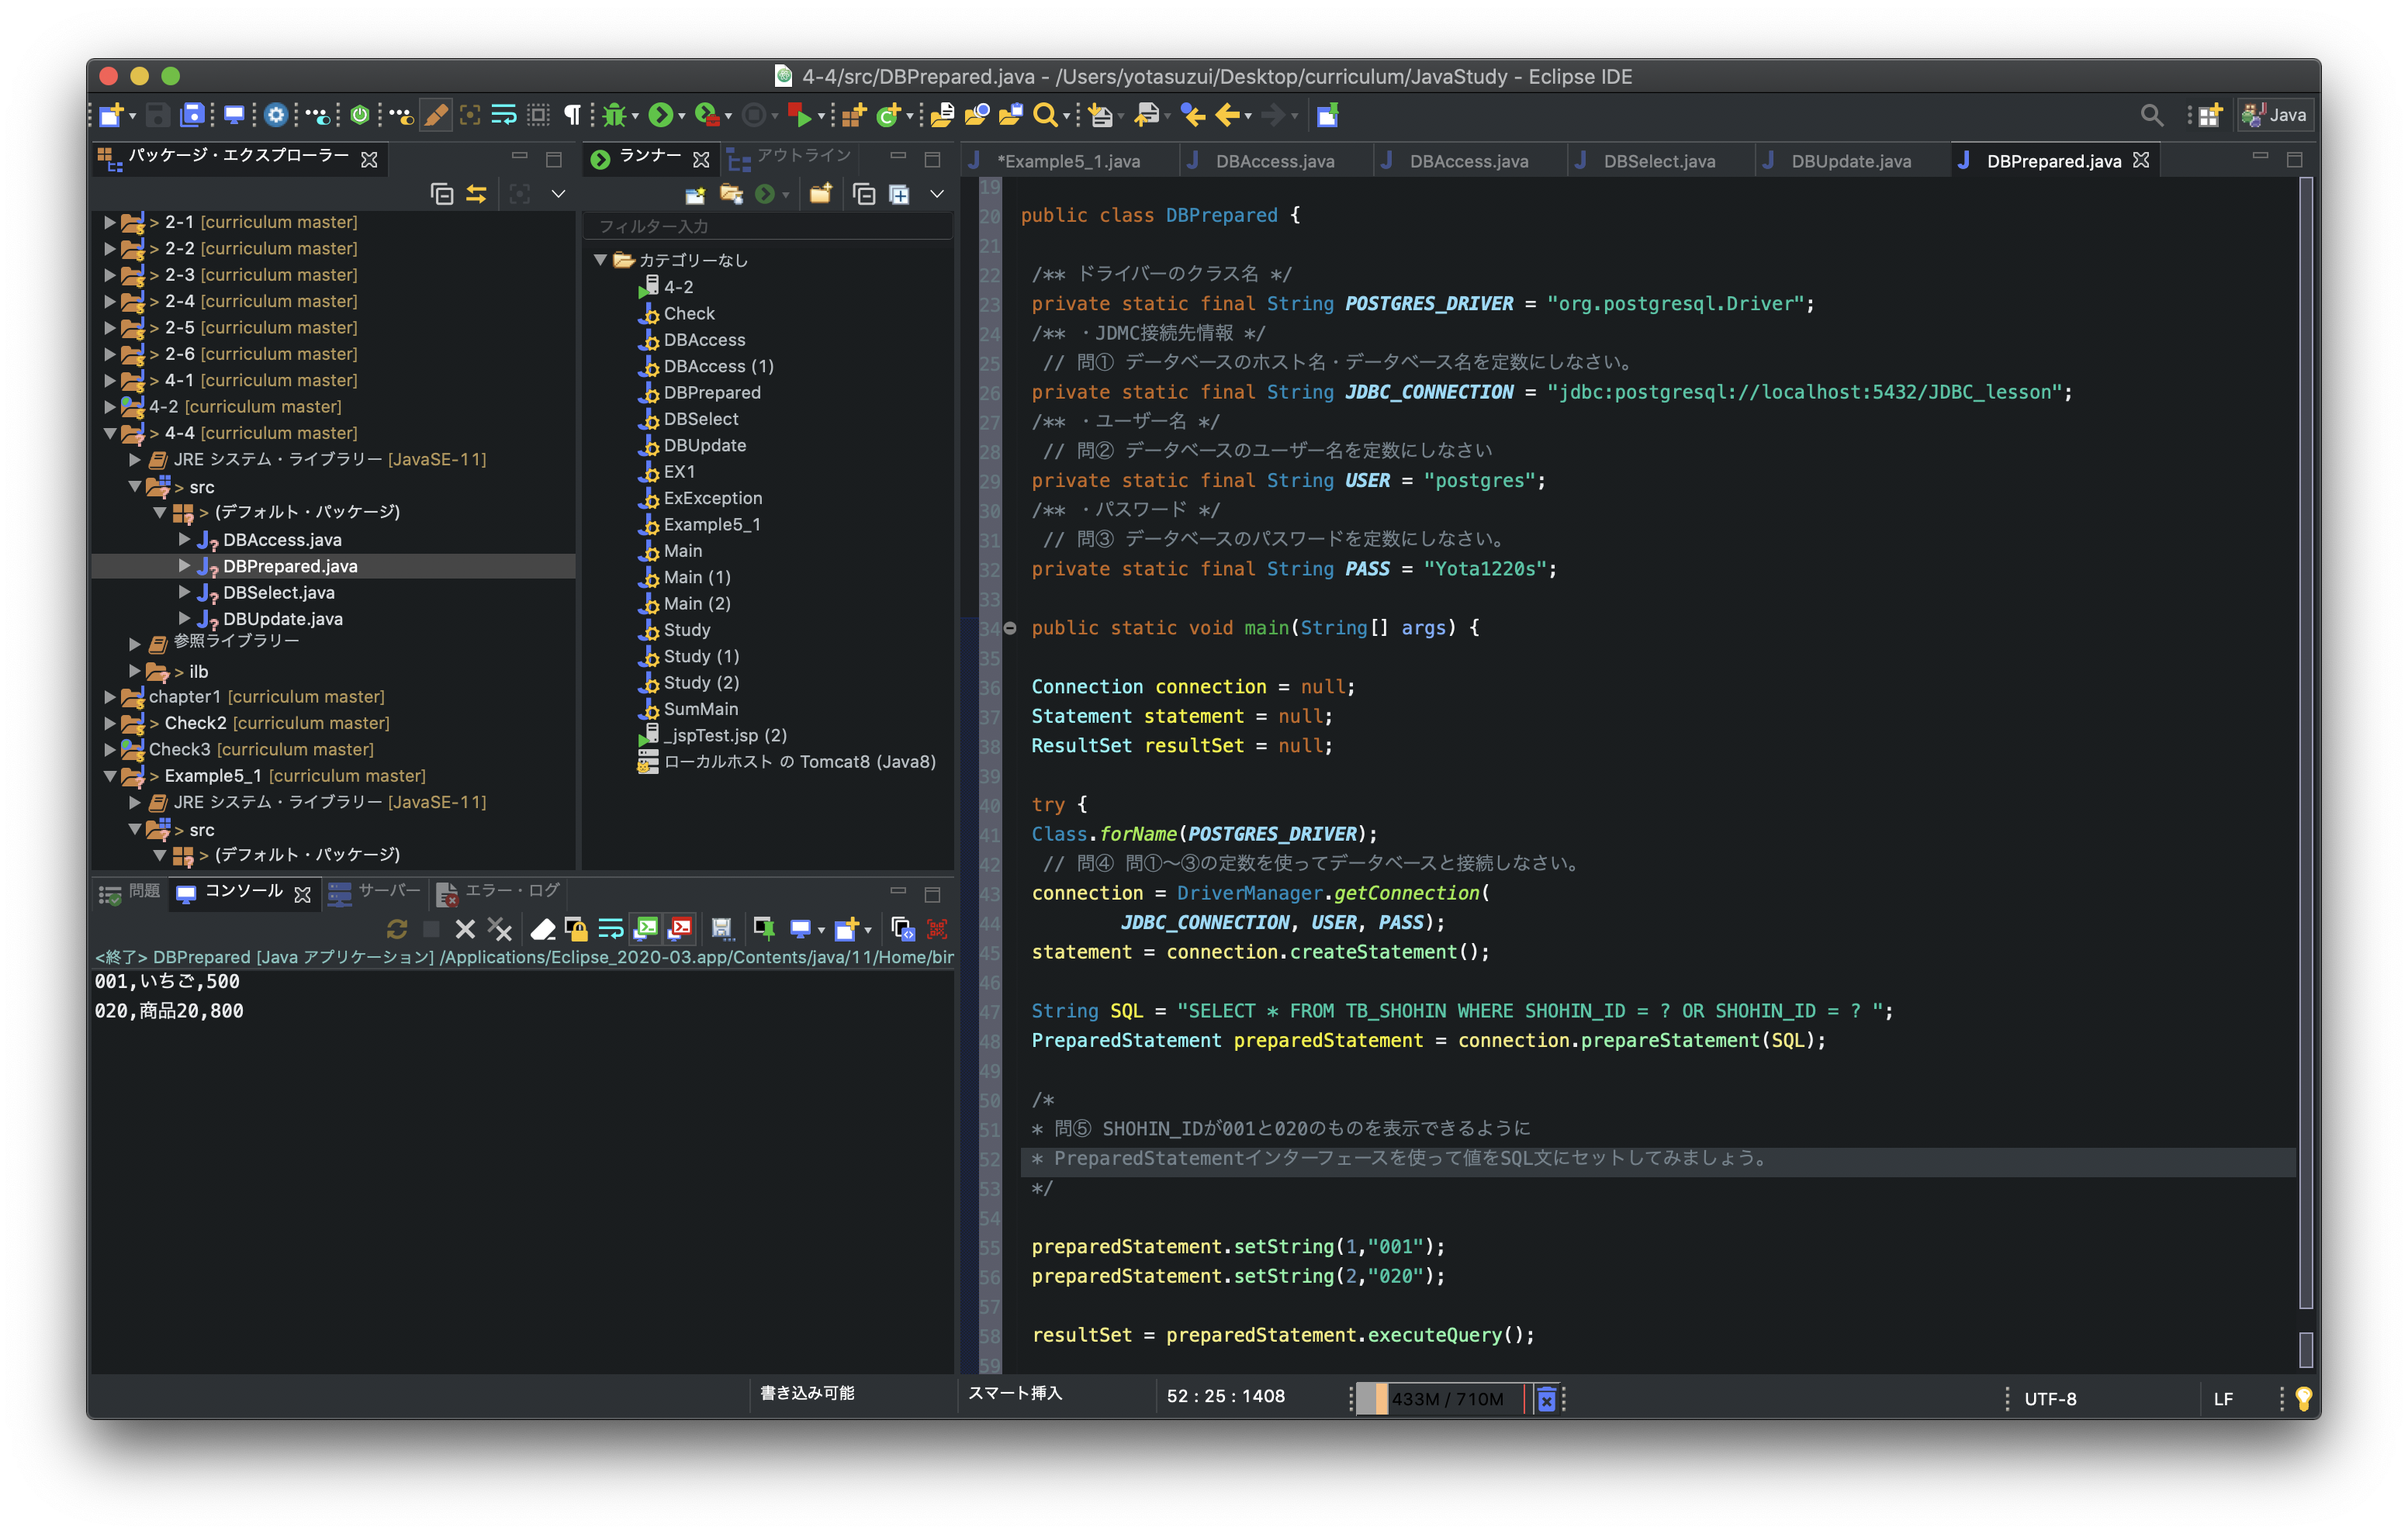 4-4/src/DBPrepared.java - /Users/yotasuzui/Desktop/curriculum/JavaStudy - Eclipse IDE
Java
パッケージ・エクスプローラー
> 2-1 [curriculum master]
> 2-2 [curriculum master]
> 2-3 [curriculum master]
> 2-4 [curriculum master]
> 2-5 [curriculum master]
> 2-6 [curriculum master]
> 4-1 [curriculum master]
4-2 [curriculum master]
> 4-4 [curriculum master]
JRE システム・ライブラリー [JavaSE-11]
> src
> (デフォルト・パッケージ)
DBAccess.java
DBPrepared.java
DBSelect.java
DBUpdate.java
参照ライブラリー
> ilb
chapter1 [curriculum master]
> Check2 [curriculum master]
Check3 [curriculum master]
> Example5_1 [curriculum master]
JRE システム・ライブラリー [JavaSE-11]
> src
> (デフォルト・パッケージ)
ランナー アウトライン
フィルター入力
カテゴリーなし
4-2
Check
DBAccess
DBAccess (1)
DBPrepared
DBSelect
DBUpdate
EX1
ExException
Example5_1
Main
Main (1)
Main (2)
Study
Study (1)
Study (2)
SumMain
_jspTest.jsp (2)
ローカルホスト の Tomcat8 (Java8)
問題 コンソール サーバー エラー・ログ
<終了> DBPrepared [Java アプリケーション] /Applications/Eclipse_2020-03.app/Contents/java/11/Home/bin
001,いちご,500
020,商品20,800
*Example5_1.java DBAccess.java DBAccess.java DBSelect.java DBUpdate.java DBPrepared.java
19
20 public class DBPrepared {
21
22 /** ドライバーのクラス名 */
23 private static final String POSTGRES_DRIVER = "org.postgresql.Driver";
24 /** ・JDMC接続先情報 */
25 // 問① データベースのホスト名・データベース名を定数にしなさい。
26 private static final String JDBC_CONNECTION = "jdbc:postgresql://localhost:5432/JDBC_lesson";
27 /** ・ユーザー名 */
28 // 問② データベースのユーザー名を定数にしなさい
29 private static final String USER = "postgres";
30 /** ・パスワード */
31 // 問③ データベースのパスワードを定数にしなさい。
32 private static final String PASS = "Yota1220s";
33
34 public static void main(String[] args) {
35
36 Connection connection = null;
37 Statement statement = null;
38 ResultSet resultSet = null;
39
40 try {
41 Class.forName(POSTGRES_DRIVER);
42 // 問④ 問①〜③の定数を使ってデータベースと接続しなさい。
43 connection = DriverManager.getConnection(
44 JDBC_CONNECTION, USER, PASS);
45 statement = connection.createStatement();
46
47 String SQL = "SELECT * FROM TB_SHOHIN WHERE SHOHIN_ID = ? OR SHOHIN_ID = ? ";
48 PreparedStatement preparedStatement = connection.prepareStatement(SQL);
49
50 /*
51 * 問⑤ SHOHIN_IDが001と020のものを表示できるように
52 * PreparedStatementインターフェースを使って値をSQL文にセットしてみましょう。
53 */
54
55 preparedStatement.setString(1,"001");
56 preparedStatement.setString(2,"020");
57
58 resultSet = preparedStatement.executeQuery();
59
書き込み可能 スマート挿入 52 : 25 : 1408 433M / 710M UTF-8 LF